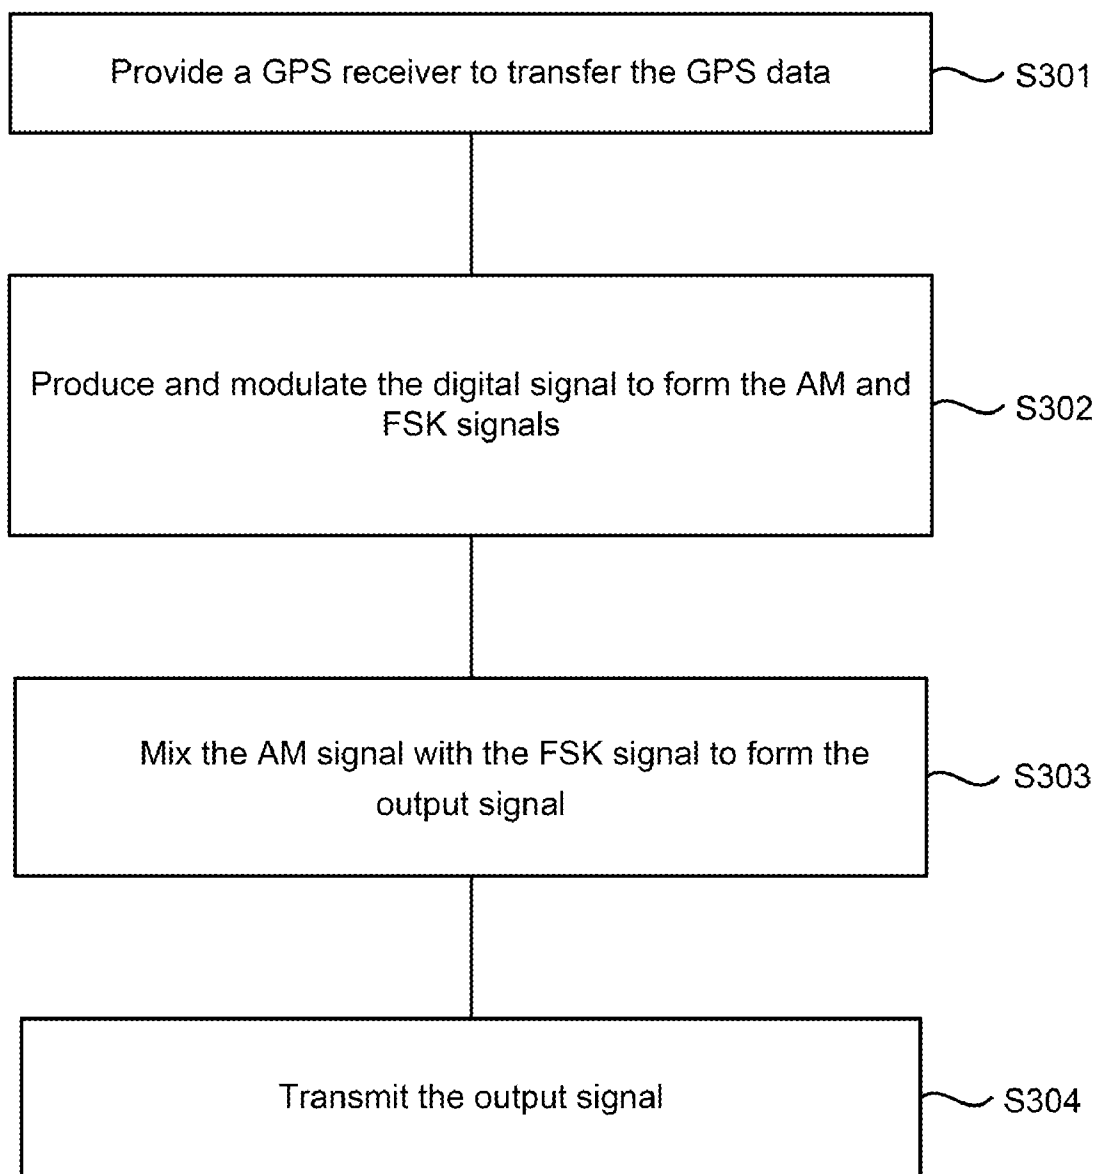 Provide a GPS receiver to transfer the GPS data
S301
Produce and modulate the digital signal to form the AM and
FSK signals
S302
Mix the AM signal with the FSK signal to form the
output signal
S303
Transmit the output signal
S304